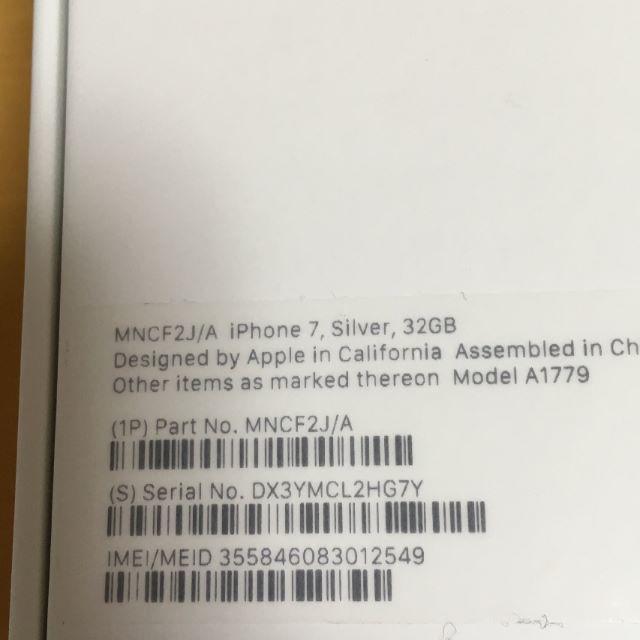 MNCF2J/A iPhone 7, Silver, 32GB
Designed by Apple in California Assembled in Ch
Other items as marked thereon Model A1779
(1P) Part No. MNCF2J/A
(S) Serial No. DX3YMCL2HG7Y
IMEI/MEID 355846083012549